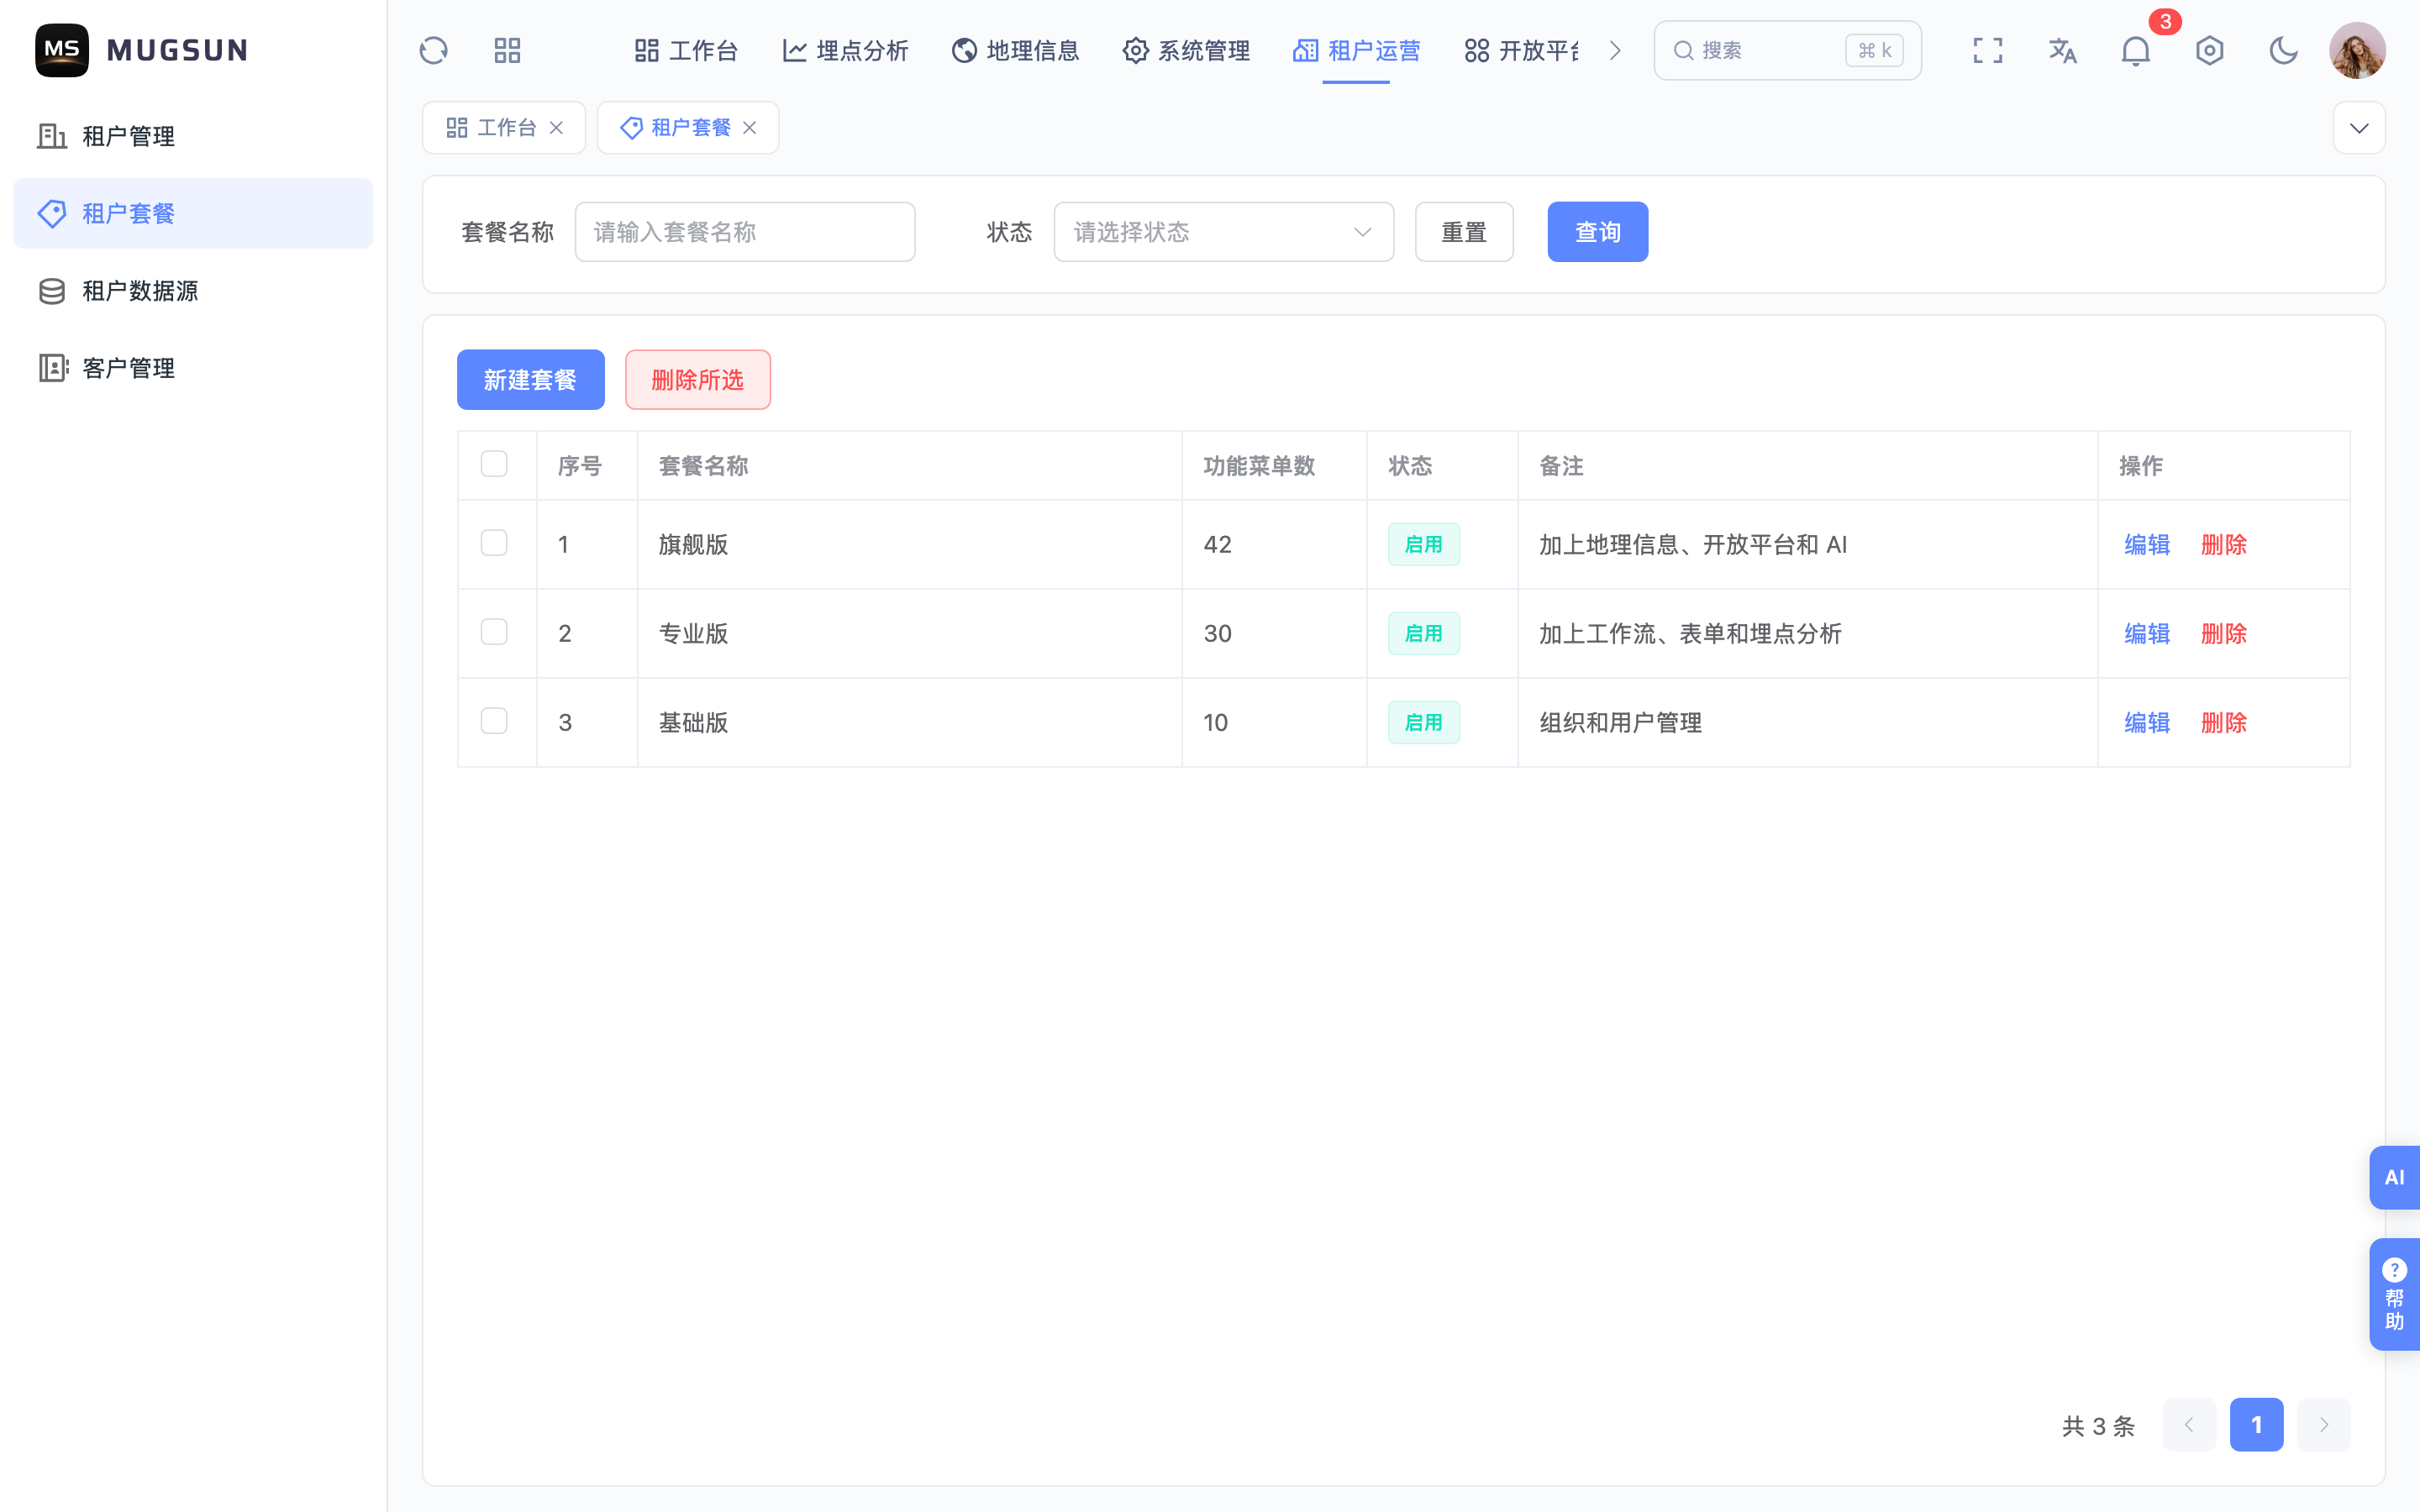 MS MUGSUN
工作台 埋点分析 地理信息 系统管理 租户运营 开放平台 搜索 ⌘ k 3
租户管理
租户套餐
租户数据源
客户管理
工作台 租户套餐
套餐名称 请输入套餐名称 状态 请选择状态 重置 查询
新建套餐 删除所选
序号 套餐名称 功能菜单数 状态 备注 操作
1 旗舰版 42 启用 加上地理信息、开放平台和 AI 编辑 删除
2 专业版 30 启用 加上工作流、表单和埋点分析 编辑 删除
3 基础版 10 启用 组织和用户管理 编辑 删除
AI
?
帮
助
共 3 条 1